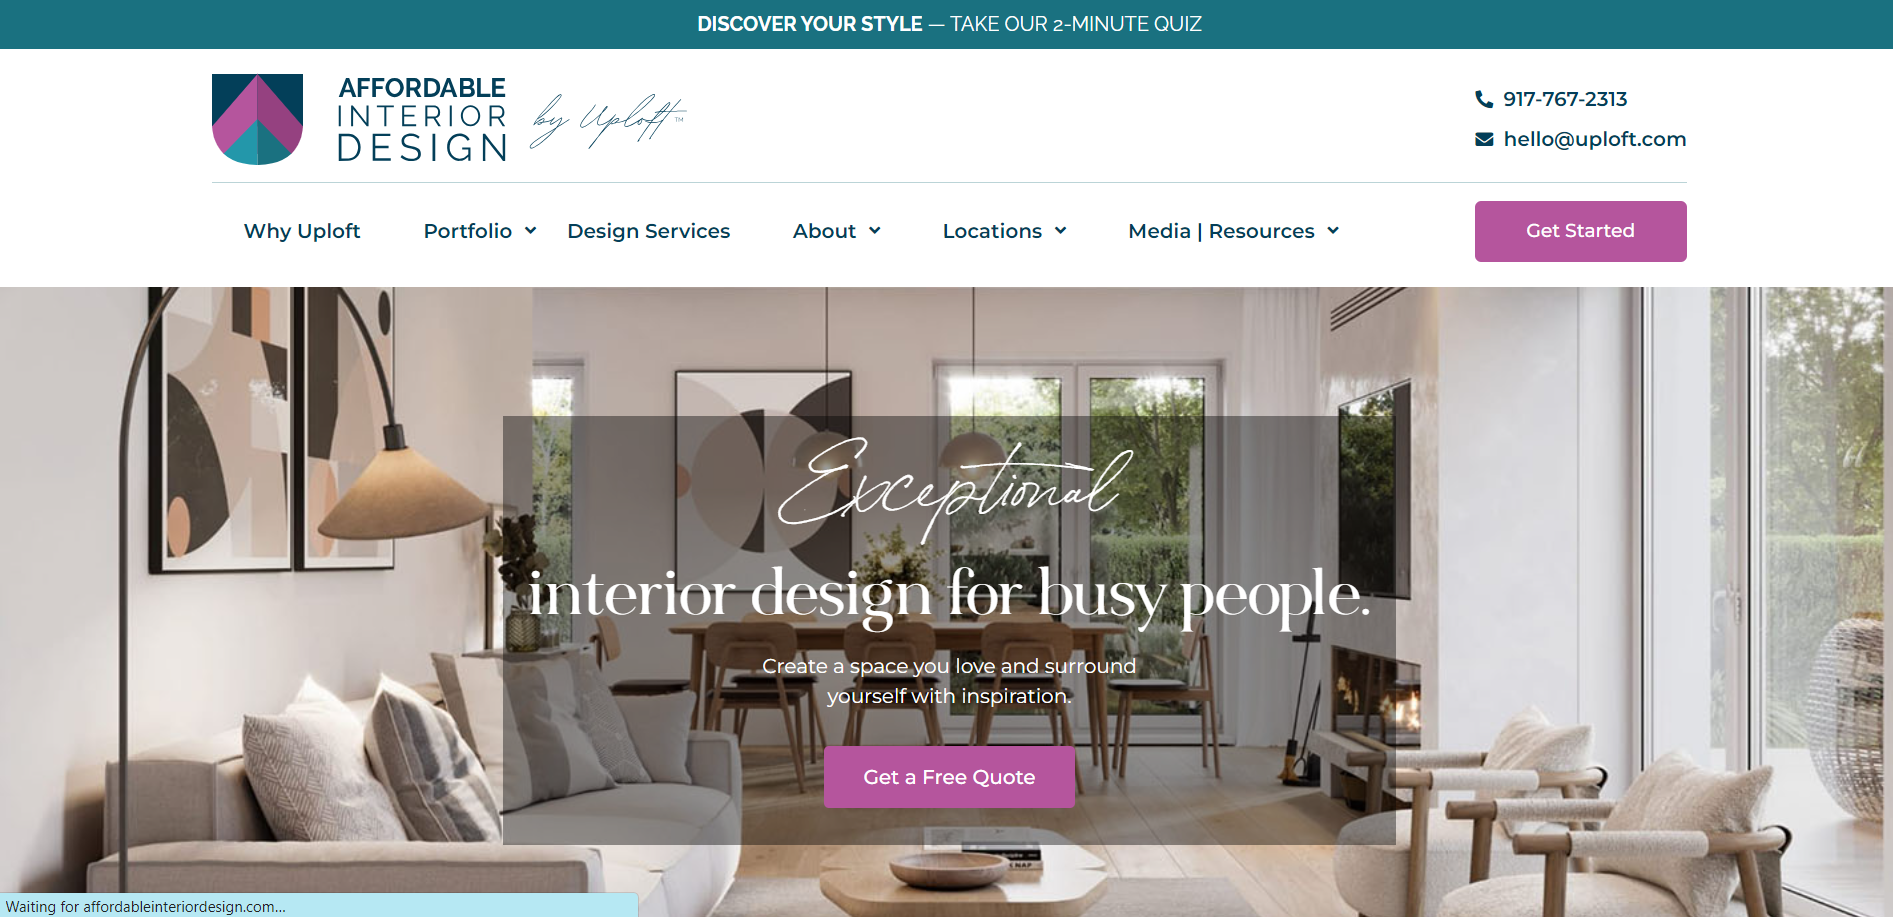 DISCOVER YOUR STYLE — TAKE OUR 2-MINUTE QUIZ
AFFORDABLE
INTERIOR
DESIGN
by Uploft™
917-767-2313
hello@uploft.com
Why Uploft Portfolio Design Services About Locations Media | Resources Get Started
Exceptional
interior design for busy people.
Create a space you love and surround
yourself with inspiration.
Get a Free Quote
Waiting for affordableinteriordesign.com...